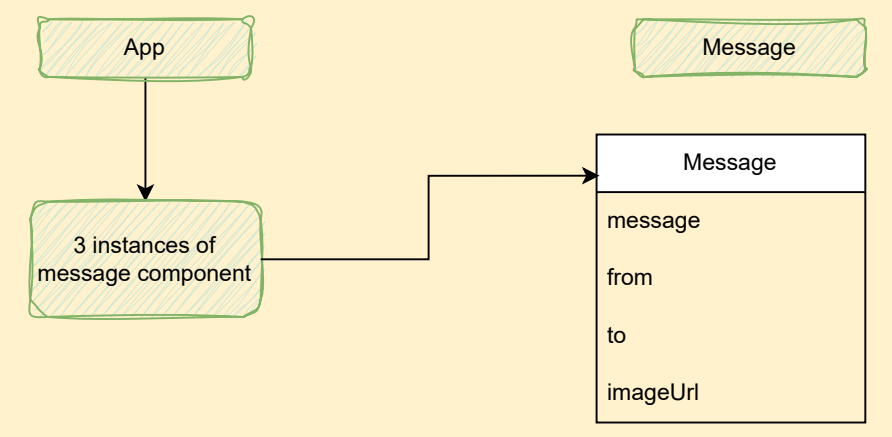 App
Message
3 instances of
message component
Message
message
from
to
imageUrl